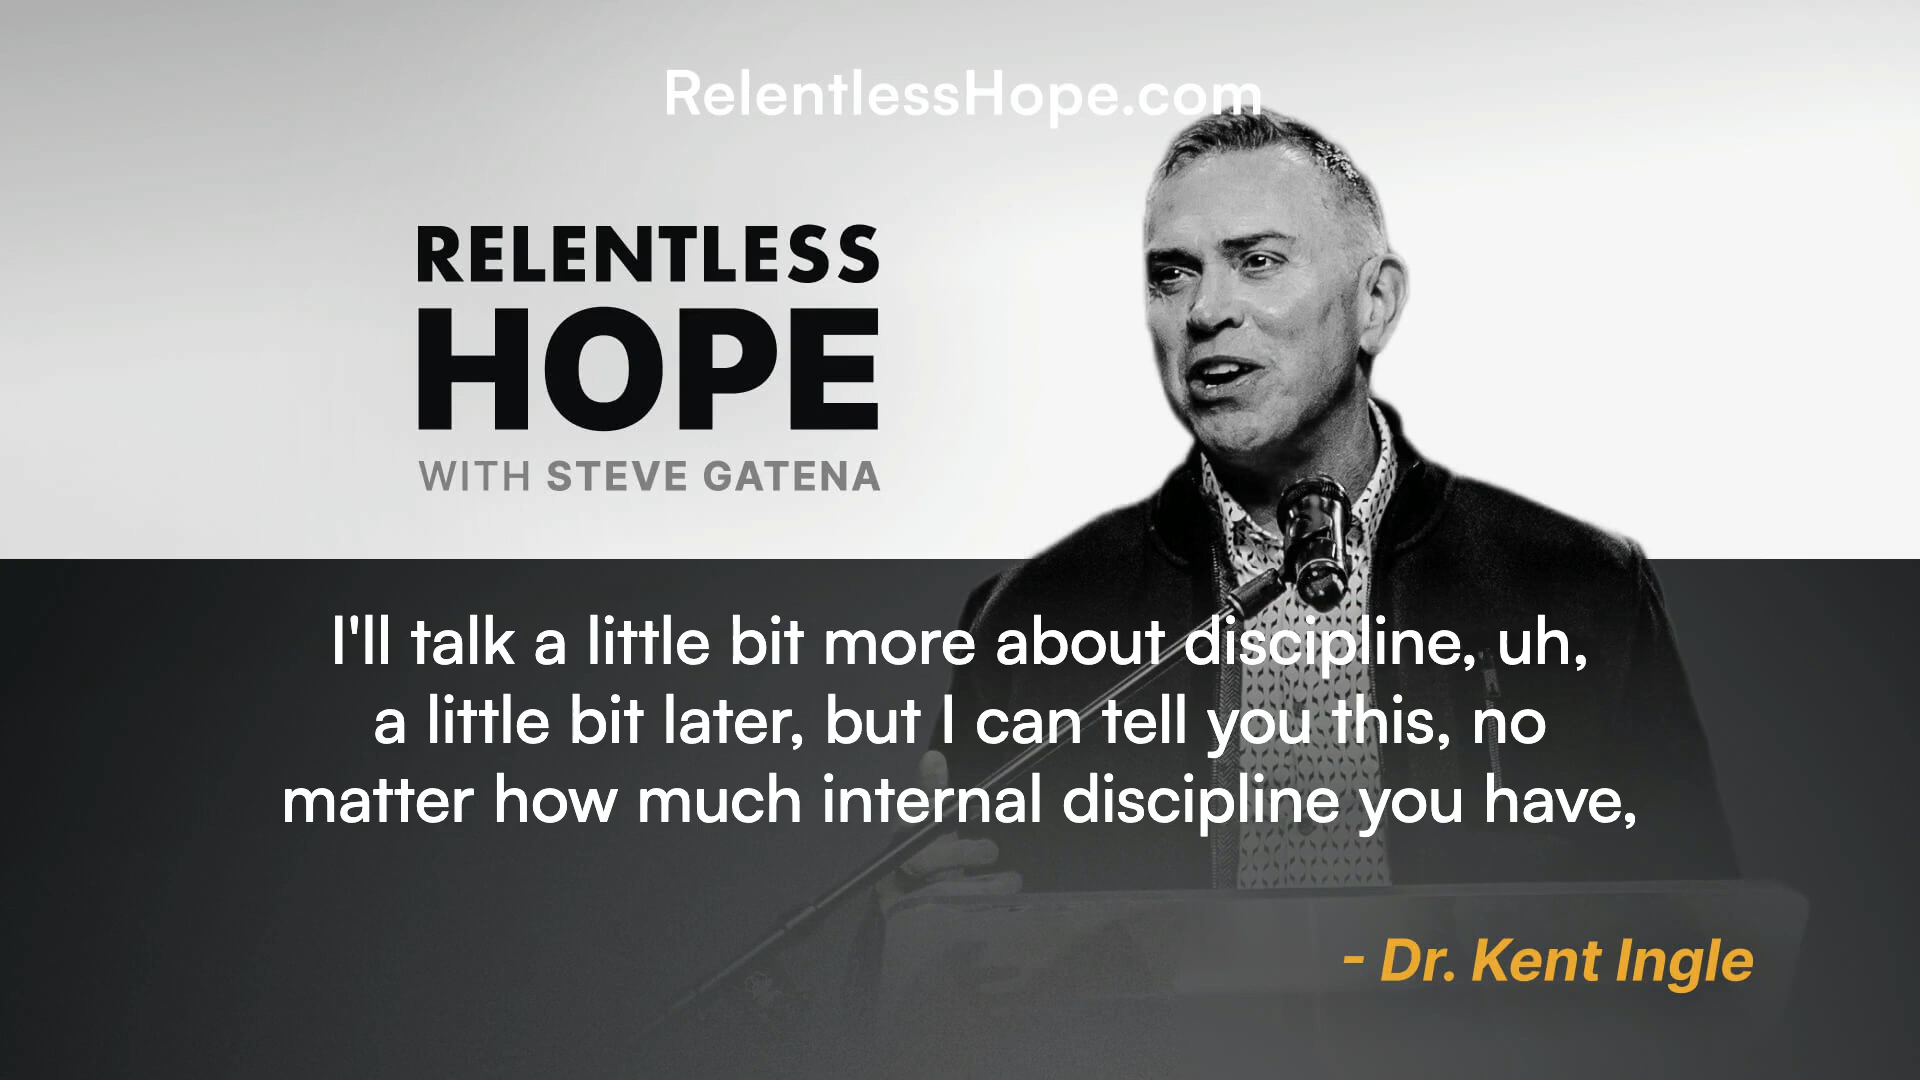 RelentlessHope.com
RELENTLESS
HOPE
WITH STEVE GATENA
I'll talk a little bit more about discipline, uh,
a little bit later, but I can tell you this, no
matter how much internal discipline you have,
- Dr. Kent Ingle